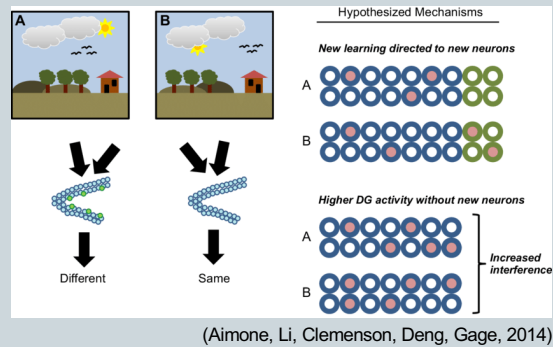 A
B
Different
Same
Hypothesized Mechanisms
New learning directed to new neurons
A
B
Higher DG activity without new neurons
A
B
Increased
interference
(Aimone, Li, Clemenson, Deng, Gage, 2014)